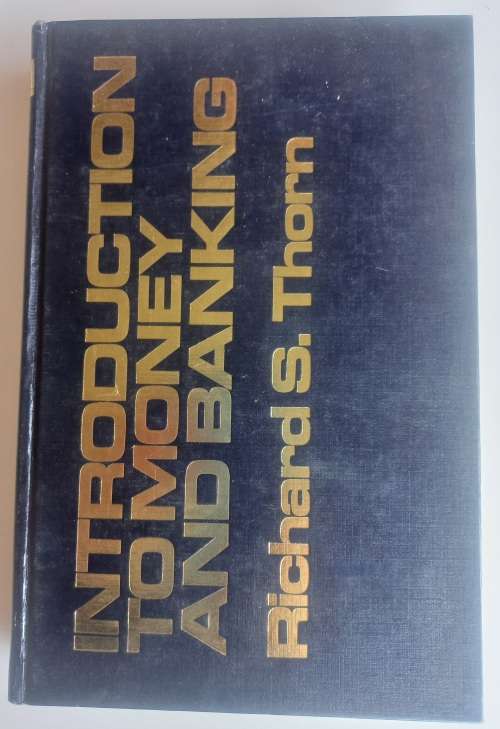 INTRODUCTION
TO MONEY
AND BANKING
Richard S. Thorn